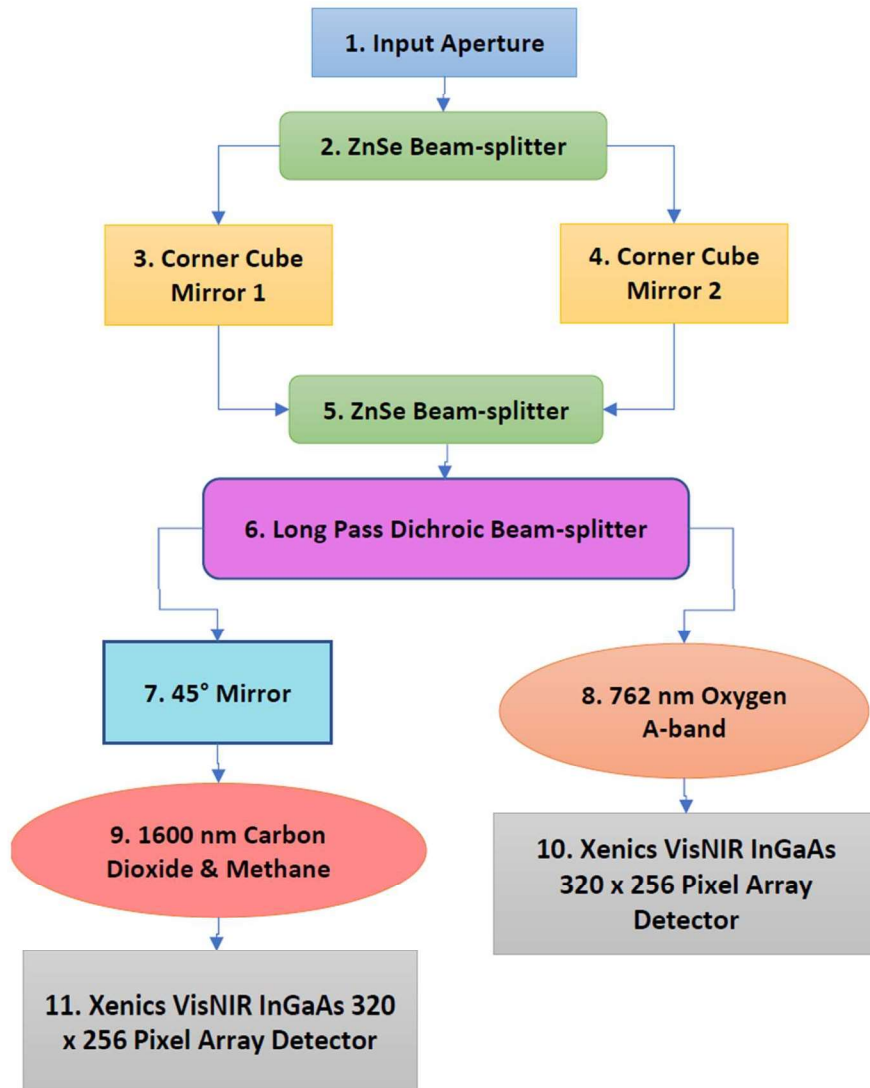 1. Input Aperture
2. ZnSe Beam-splitter
3. Corner Cube
Mirror 1
4. Corner Cube
Mirror 2
5. ZnSe Beam-splitter
6. Long Pass Dichroic Beam-splitter
7. 45° Mirror
8. 762 nm Oxygen
A-band
9. 1600 nm Carbon
Dioxide & Methane
10. Xenics VisNIR InGaAs
320 x 256 Pixel Array
Detector
11. Xenics VisNIR InGaAs 320
x 256 Pixel Array Detector